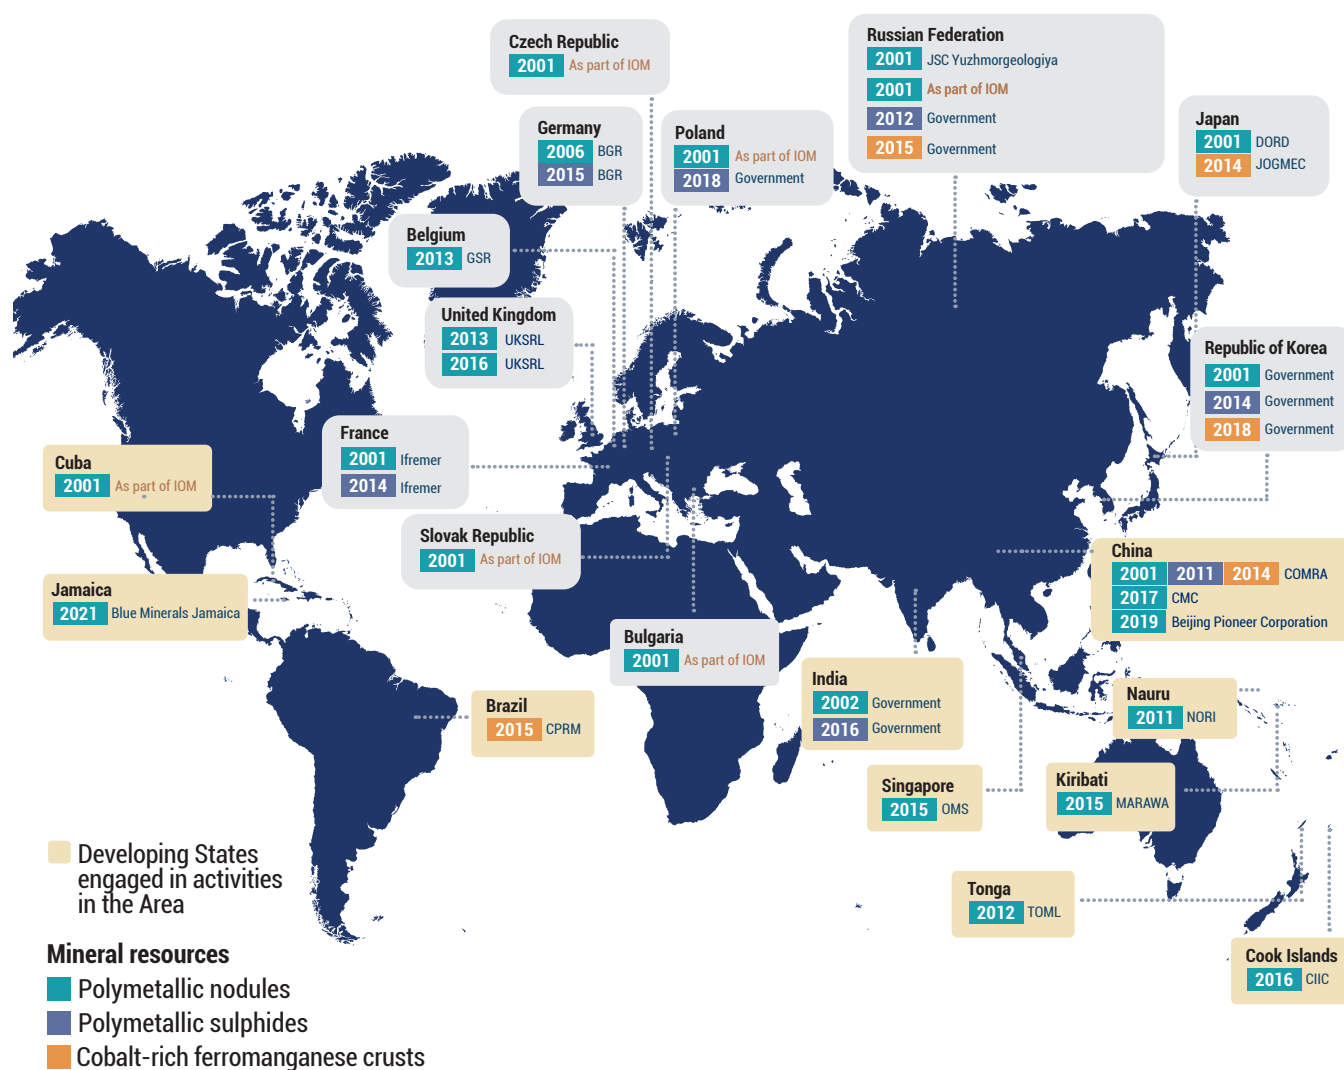 Czech Republic
2001 As part of IOM
Russian Federation
2001 JSC Yuzhmorgeologiya
2001 As part of IOM
2012 Government
2015 Government
Germany
2006 BGR
2015 BGR
Poland
2001 As part of IOM
2018 Government
Japan
2001 DORD
2014 JOGMEC
Belgium
2013 GSR
United Kingdom
2013 UKSRL
2016 UKSRL
Republic of Korea
2001 Government
2014 Government
2018 Government
France
2001 Ifremer
2014 Ifremer
Cuba
2001 As part of IOM
Slovak Republic
2001 As part of IOM
China
2001 2011 2014 COMRA
2017 CMC
2019 Beijing Pioneer Corporation
Jamaica
2021 Blue Minerals Jamaica
Bulgaria
2001 As part of IOM
India
2002 Government
2016 Government
Nauru
2011 NORI
Brazil
2015 CPRM
Singapore
2015 OMS
Kiribati
2015 MARAWA
Tonga
2012 TOML
Cook Islands
2016 CIIC
Developing States
engaged in activities
in the Area
Mineral resources
Polymetallic nodules
Polymetallic sulphides
Cobalt-rich ferromanganese crusts